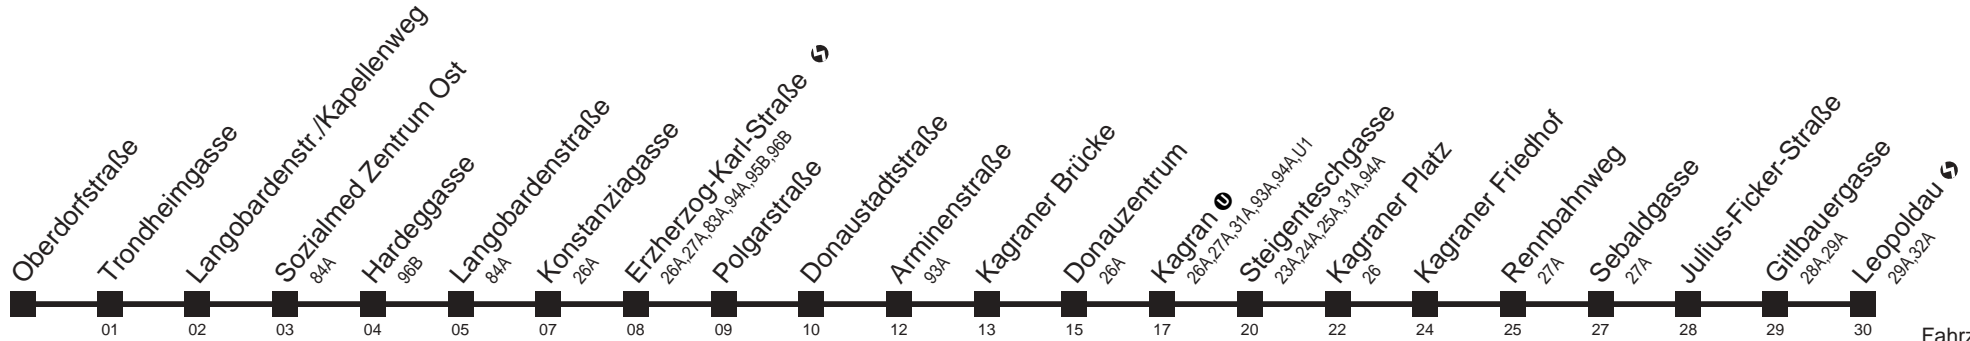 Oberdorfstraße
Trondheimgasse
Langobardenstr./Kapellenweg
Sozialmed Zentrum Ost
84A
Hardeggasse
96B
Langobardenstraße
84A
Konstanziagasse
26A
Erzherzog-Karl-Straße
26A,27A,83A,94A,95B,96B
Polgarstraße
Donaustadtstraße
Arminenstraße
93A
Kagraner Brücke
Donauzentrum
26A
Kagran U
26A,27A,31A,93A,94A,U1
Steigenteschgasse
23A,24A,25A,31A,94A
Kagraner Platz
26
Kagraner Friedhof
Rennbahnweg
27A
Sebaldgasse
27A
Julius-Ficker-Straße
Gitlbauergasse
28A,29A
Leopoldau
29A,32A
01 02 03 04 05 07 08 09 10 12 13 15 17 20 22 24 25 27 28 29 30
Fahrz